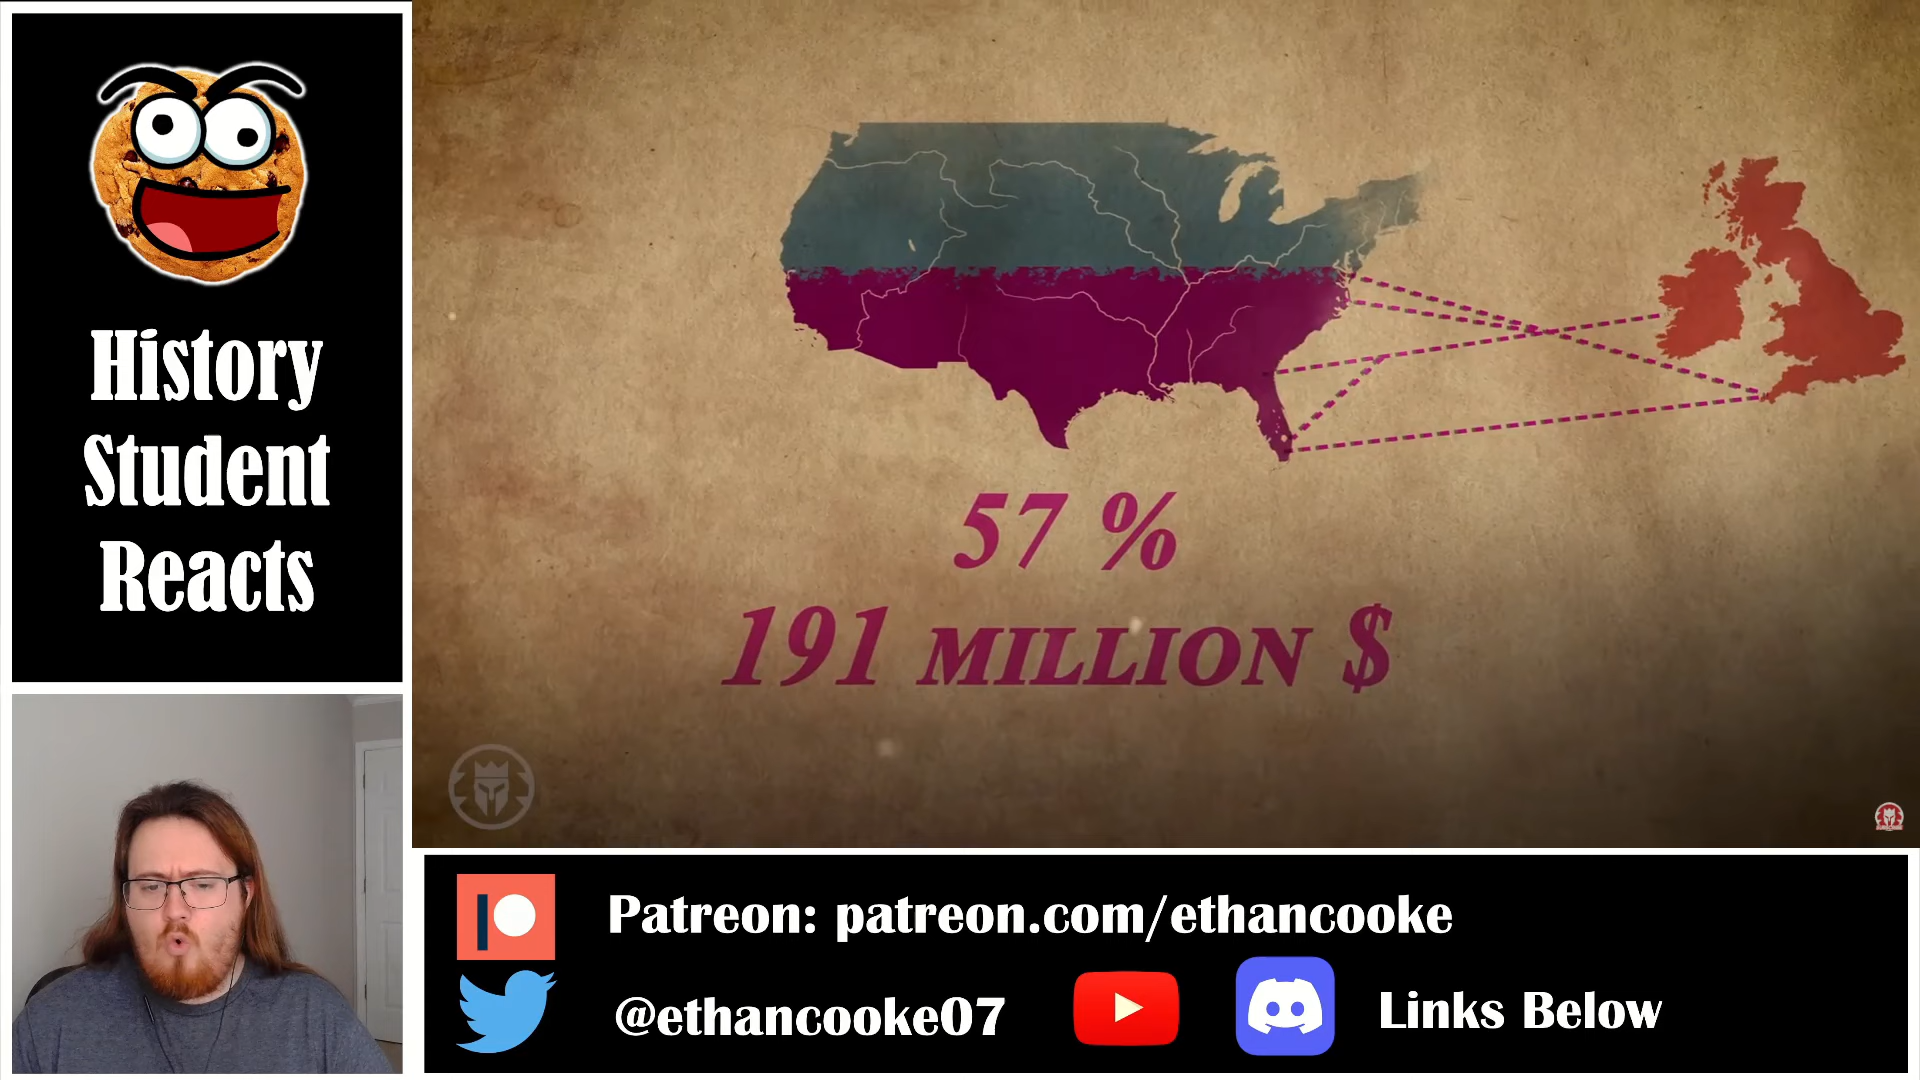 History
Student
Reacts
57 %
191 MILLION $
Patreon: patreon.com/ethancooke
@ethancooke07
Links Below